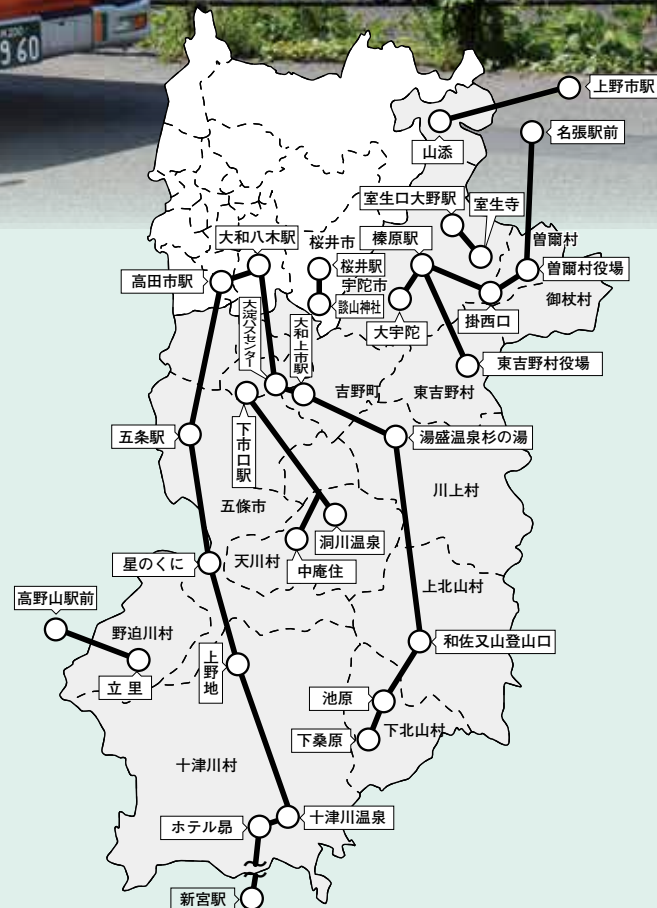 960
上野市駅
名張駅前
山添
室生口大野駅
室生寺
大和八木駅
桜井市
榛原駅
曽爾村
高田市駅
桜井駅
宇陀市
曽爾村役場
談山神社
大宇陀
掛西口
御杖村
大淀バスセンター
大和上市駅
東吉野村役場
吉野町
東吉野村
五条駅
下市口駅
湯盛温泉杉の湯
川上村
五條市
洞川温泉
星のくに
天川村
中庵住
上北山村
高野山駅前
野迫川村
和佐又山登山口
立里
上野地
池原
下桑原
下北山村
十津川村
十津川温泉
ホテル昴
新宮駅